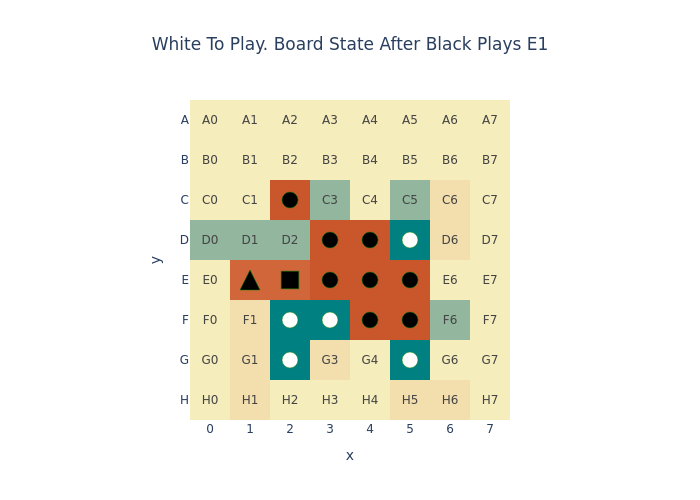 White To Play. Board State After Black Plays E1
A A0 A1 A2 A3 A4 A5 A6 A7
B B0 B1 B2 B3 B4 B5 B6 B7
C C0 C1 C3 C4 C5 C6 C7
D D0 D1 D2 D6 D7
E E0 E6 E7
F F0 F1 F6 F7
G G0 G1 G3 G4 G6 G7
H H0 H1 H2 H3 H4 H5 H6 H7
0 1 2 3 4 5 6 7
x
y